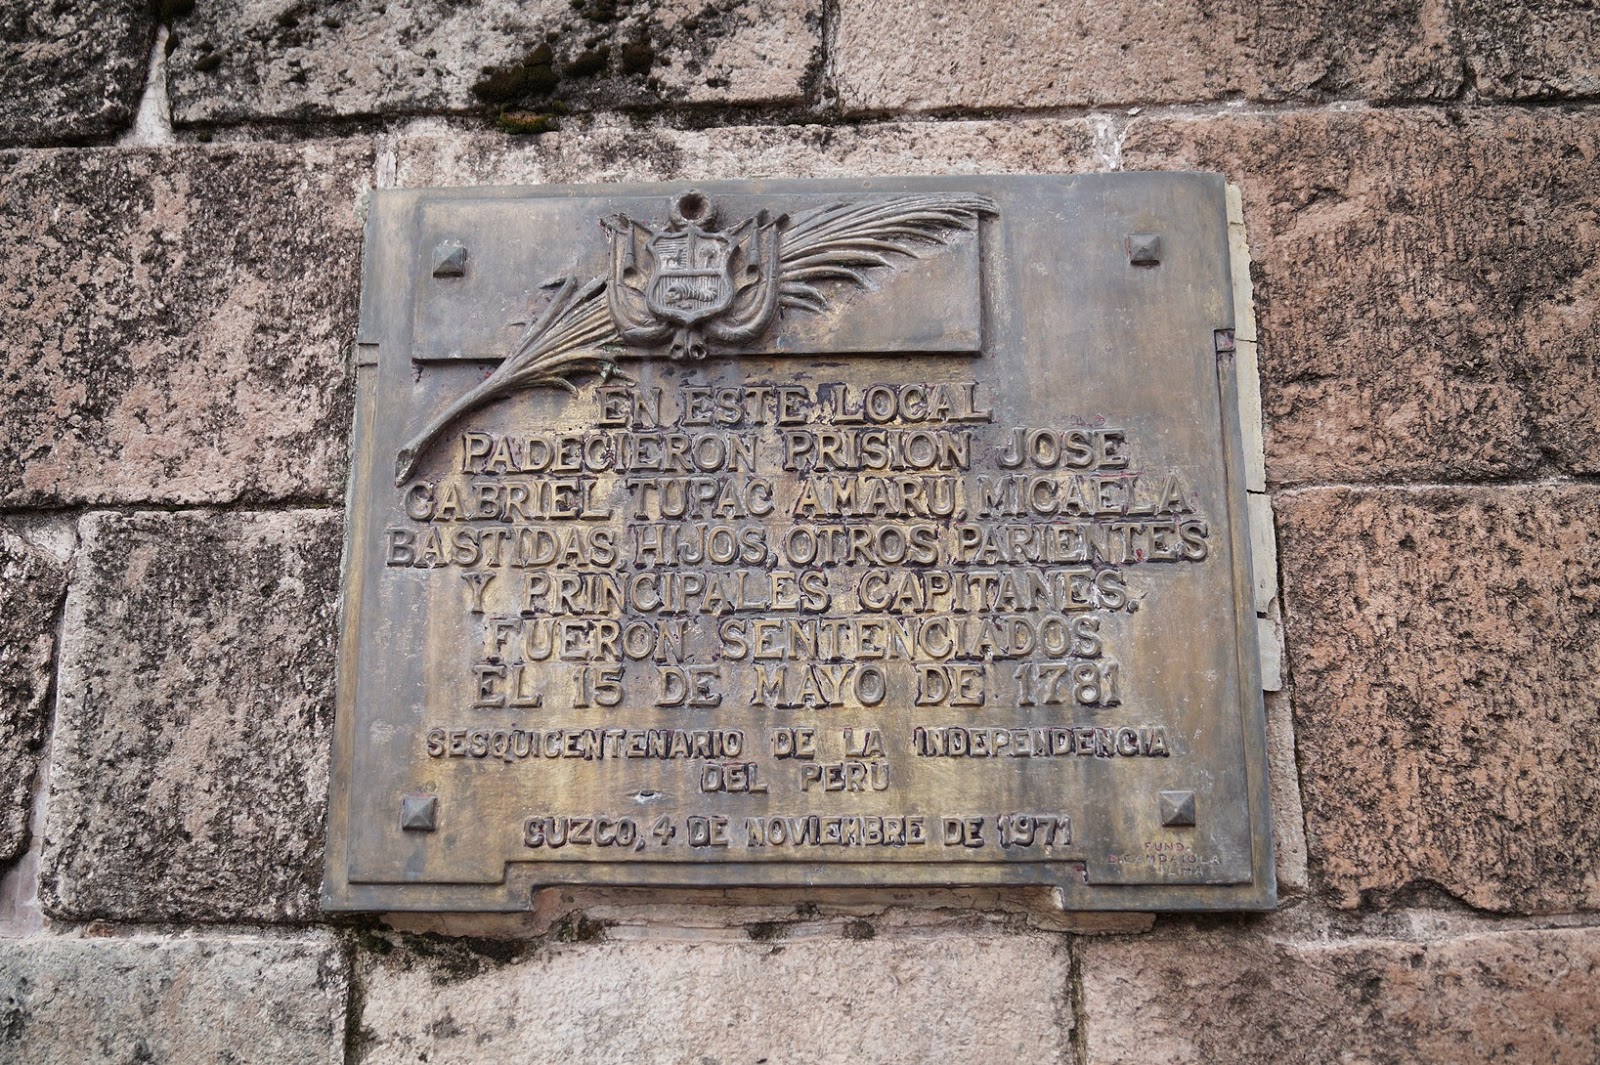 EN ESTE LOCAL
PADECIERON PRISION JOSE
GABRIEL TUPAC AMARU, MICAELA
BASTIDAS, HIJOS, OTROS PARIENTES
Y PRINCIPALES CAPITANES.
FUERON SENTENCIADOS
EL 15 DE MAYO DE 1781
SESQUICENTENARIO DE LA INDEPENDENCIA
DEL PERU
CUZCO, 4 DE NOVIEMBRE DE 1971
FUND.
LIMA